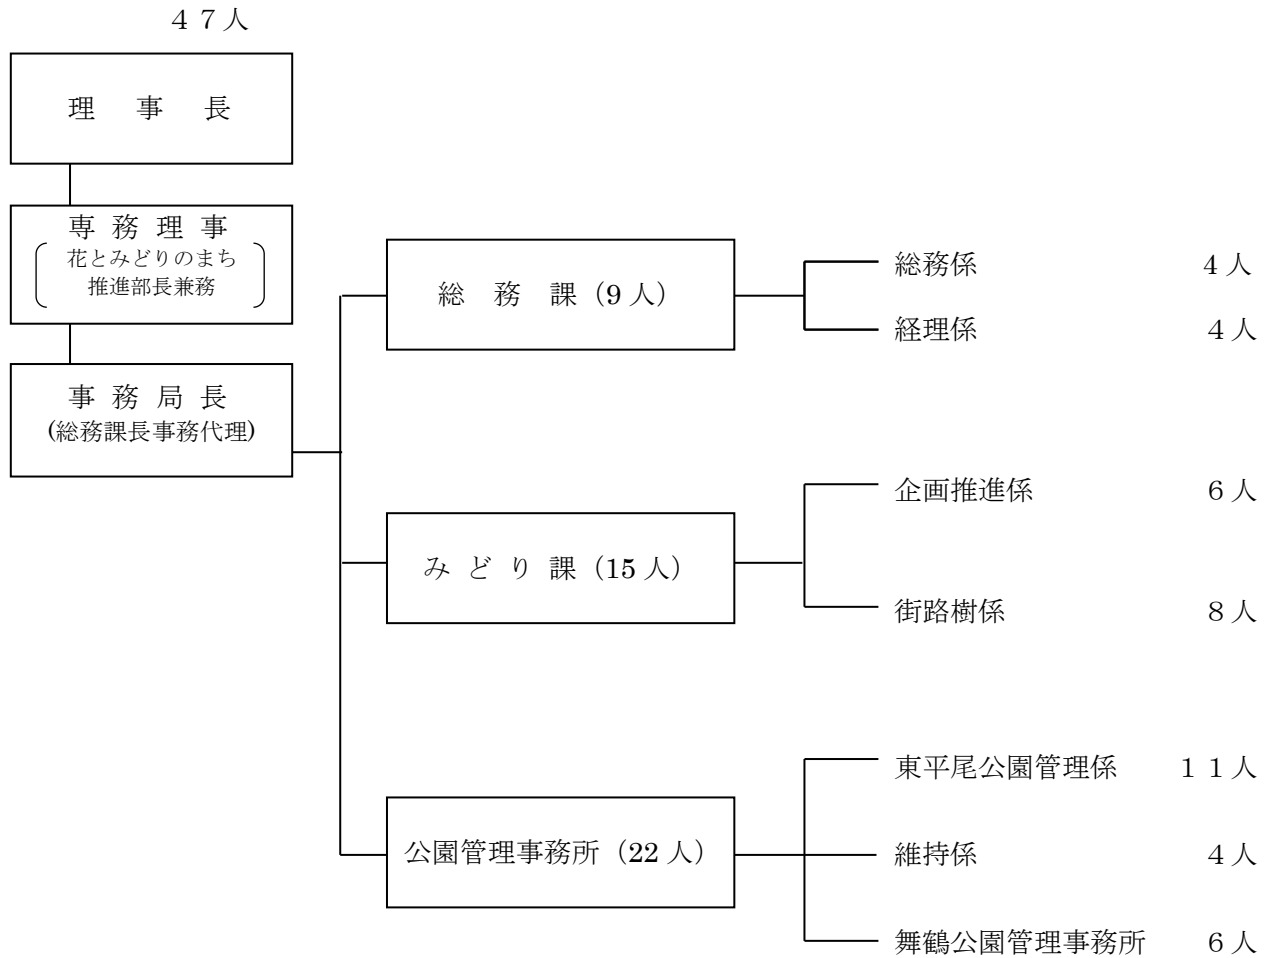 ４７人
理 事 長
専 務 理 事
花とみどりのまち
推進部長兼務
事 務 局 長
(総務課長事務代理)
総 務 課（9 人）
総務係 4 人
経理係 ４人
み ど り 課（15 人）
企画推進係 ６人
街路樹係 ８人
公園管理事務所（22 人）
東平尾公園管理係 １１人
維持係 ４人
舞鶴公園管理事務所 ６人